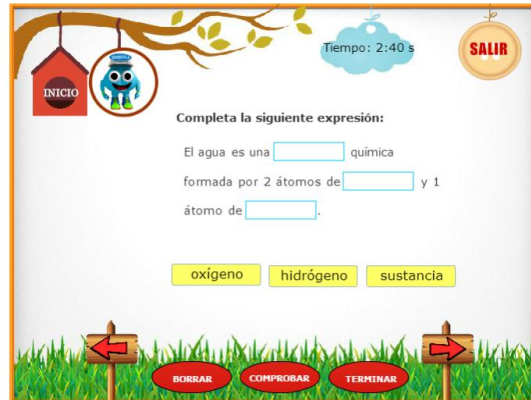 Tiempo: 2:40 s
SALIR
INICIO
Completa la siguiente expresión:
El agua es una química
formada por 2 átomos de y 1
átomo de .
oxígeno hidrógeno sustancia
BORRAR COMPROBAR TERMINAR